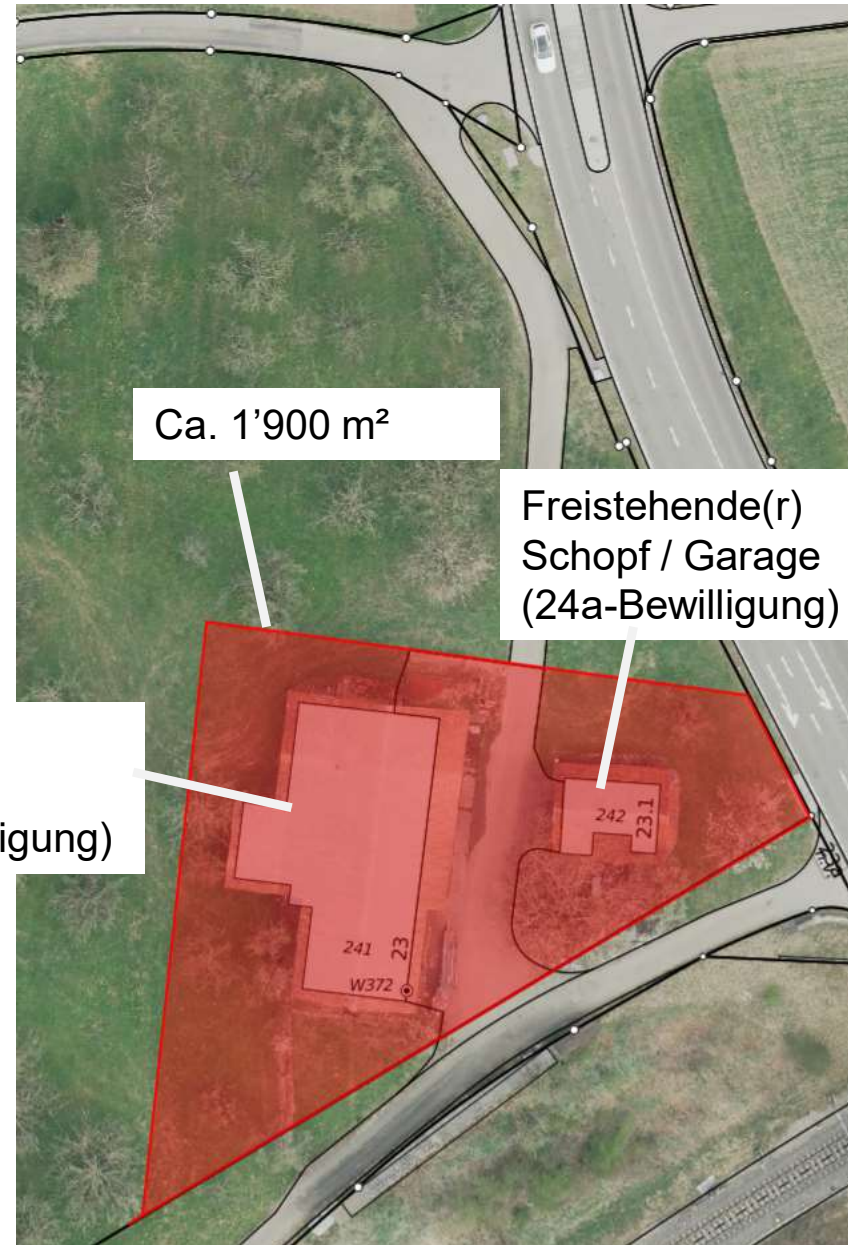 Ca. 1’900 m²
Freistehende(r)
Schopf / Garage
(24a-Bewilligung)
igung)
242
23.1
241
23
W372